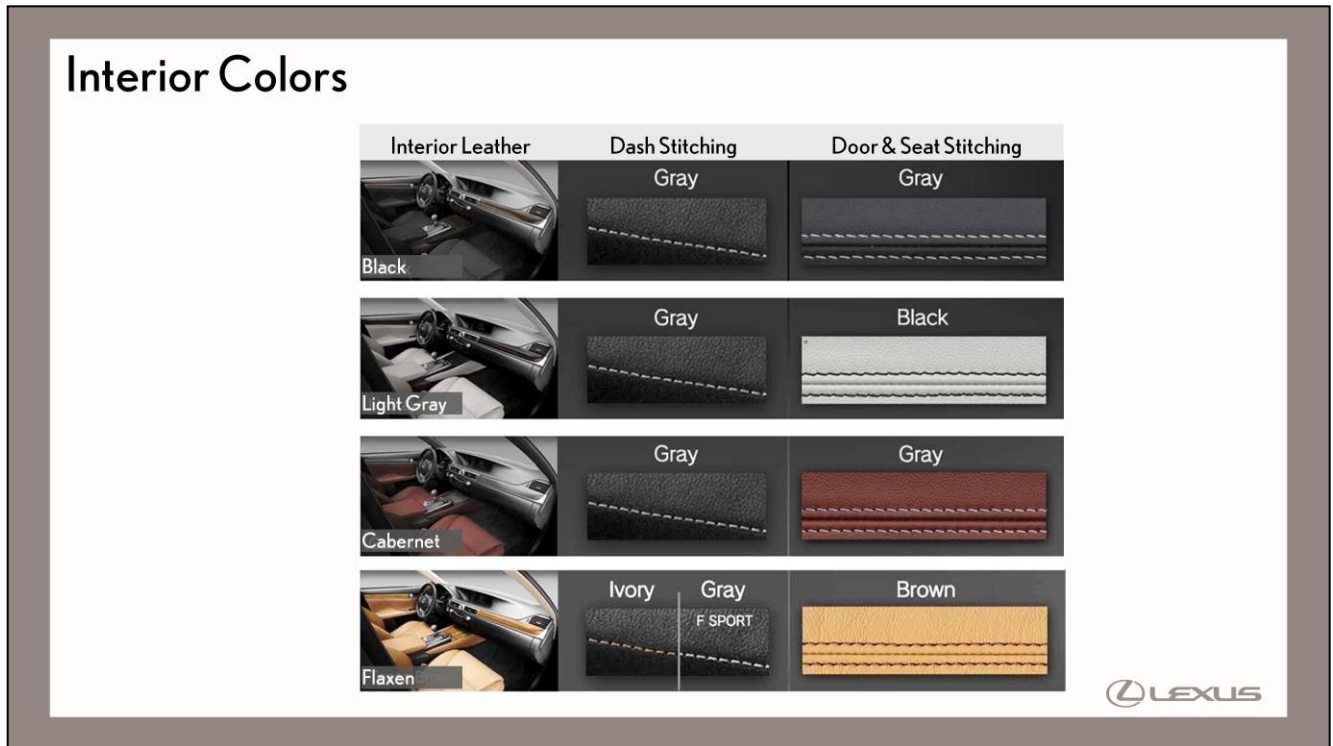 Interior Colors
Interior Leather Dash Stitching Door & Seat Stitching
Gray Gray
Black
Gray Black
Light Gray
Gray Gray
Cabernet
Ivory Gray Brown
F SPORT
Flaxen Brown
LEXUS